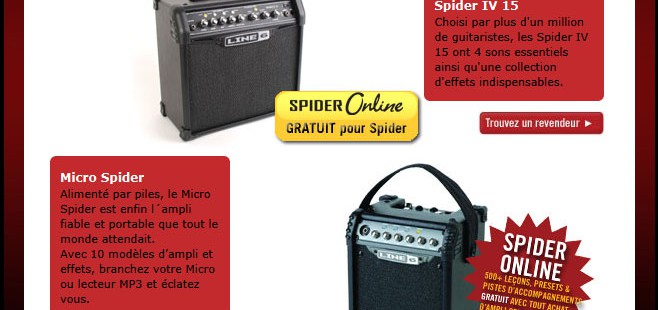 Spider IV 15
Choisi par plus d'un million
de guitaristes, les Spider IV
15 ont 4 sons essentiels
ainsi qu'une collection
d'effets indispensables.
LINE 6
SPIDER Online
GRATUIT pour Spider
Trouvez un revendeur ►
Micro Spider
Alimenté par piles, le Micro
Spider est enfin l´ampli
fiable et portable que tout le
monde attendait.
Avec 10 modèles d’ampli et
effets, branchez votre Micro
ou lecteur MP3 et éclatez
vous.
LINE 6
SPIDER
ONLINE
500+ LEÇONS, PRESETS &
PISTES D'ACCOMPAGNEMENTS
GRATUIT AVEC TOUT ACHAT